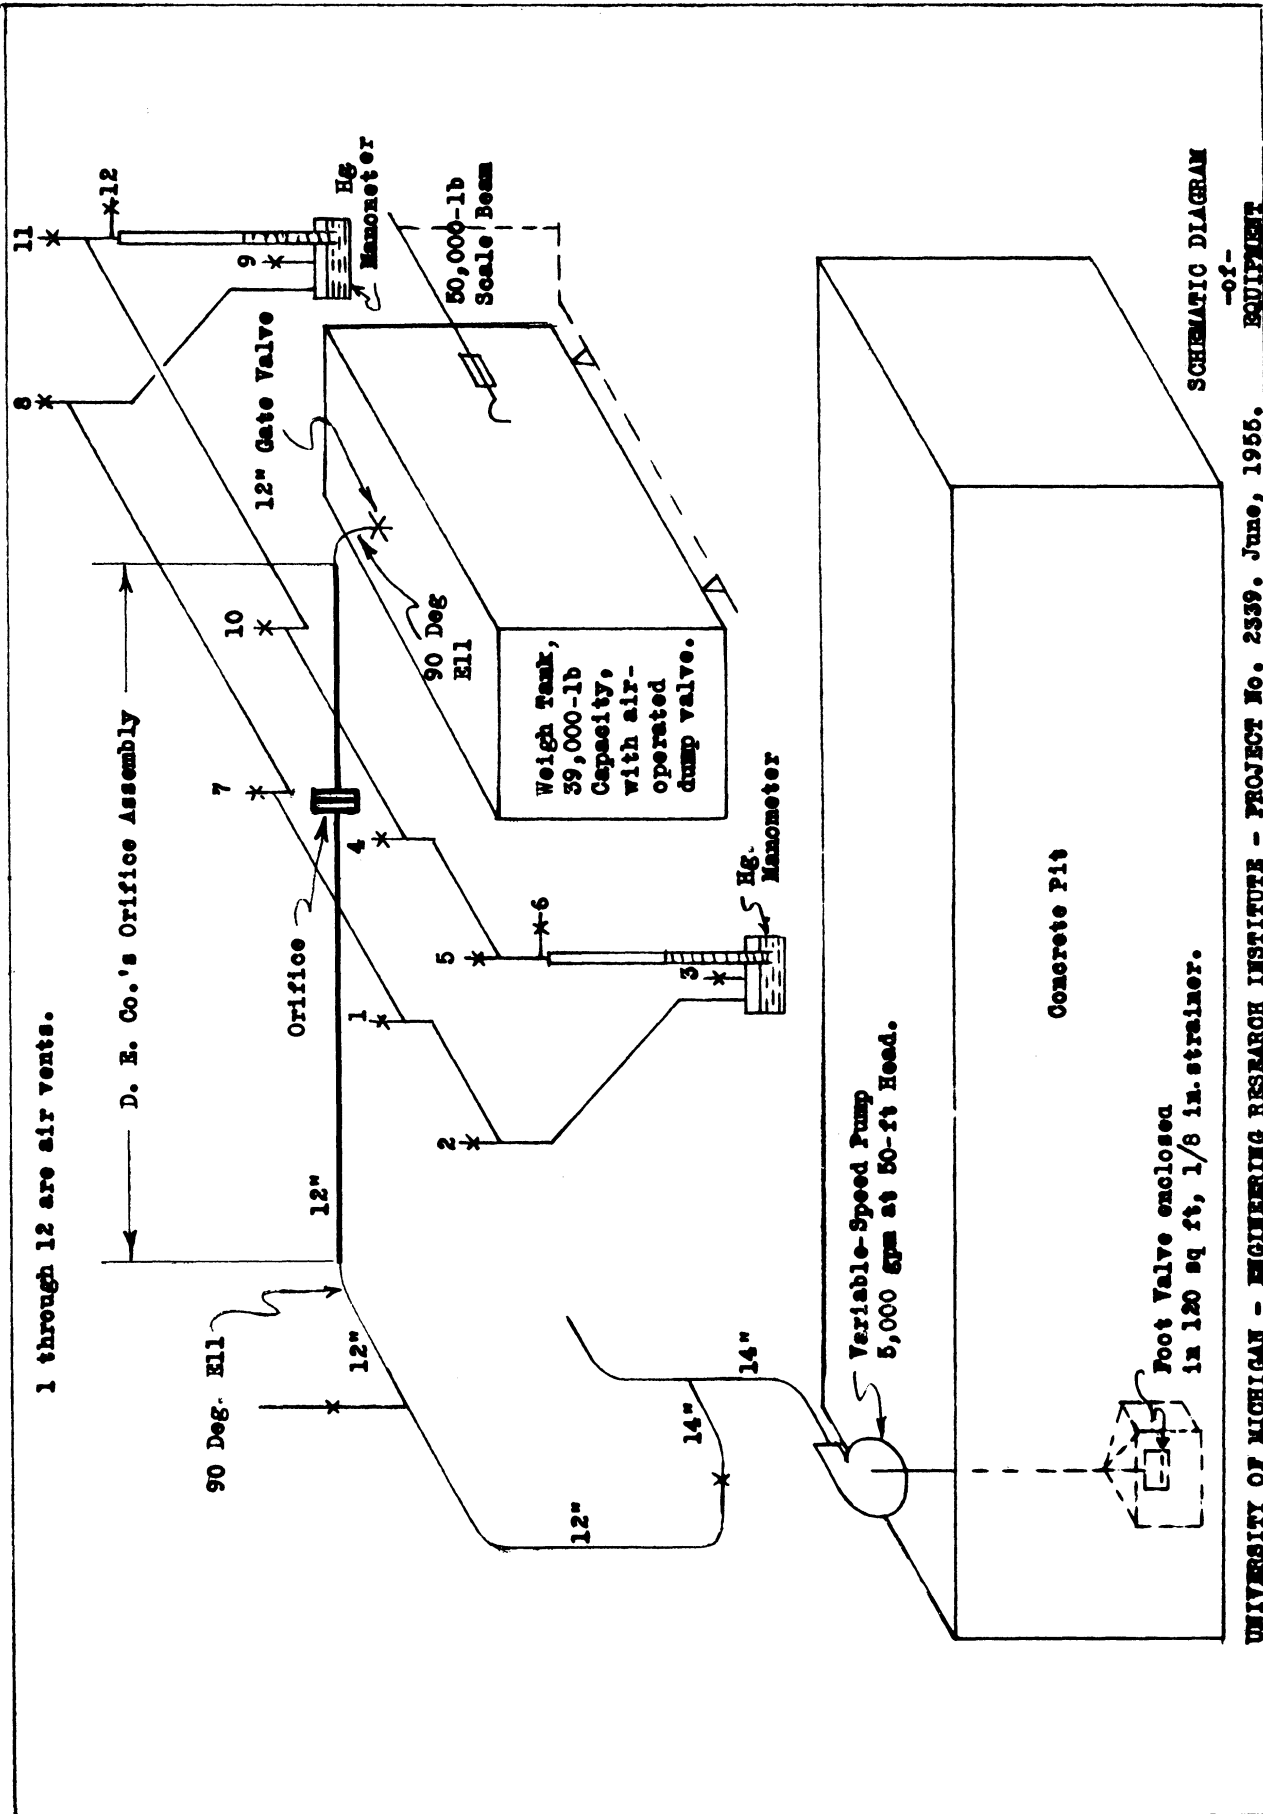 1 through 12 are air vents.
D. E. Co.'s Orifice Assembly
90 Deg. Ell
12"
12"
12"
14"
14"
Orifice
1
2
3
4
5
6
7
8
9
10
11
12
Hg.
Manometer
Hg
Manometer
12" Gate Valve
90 Deg
Ell
50,000-lb
Scale Beam
Weigh Tank,
39,000-lb
Capacity,
with air-
operated
dump valve.
Variable-Speed Pump
5,000 gpm at 50-ft Head.
Concrete Pit
Foot Valve enclosed
in 120 sq ft, 1/8 in. strainer.
SCHEMATIC DIAGRAM
-of-
UNIVERSITY OF MICHIGAN - ENGINEERING RESEARCH INSTITUTE - PROJECT No. 2339. June, 1955. EQUIPMENT